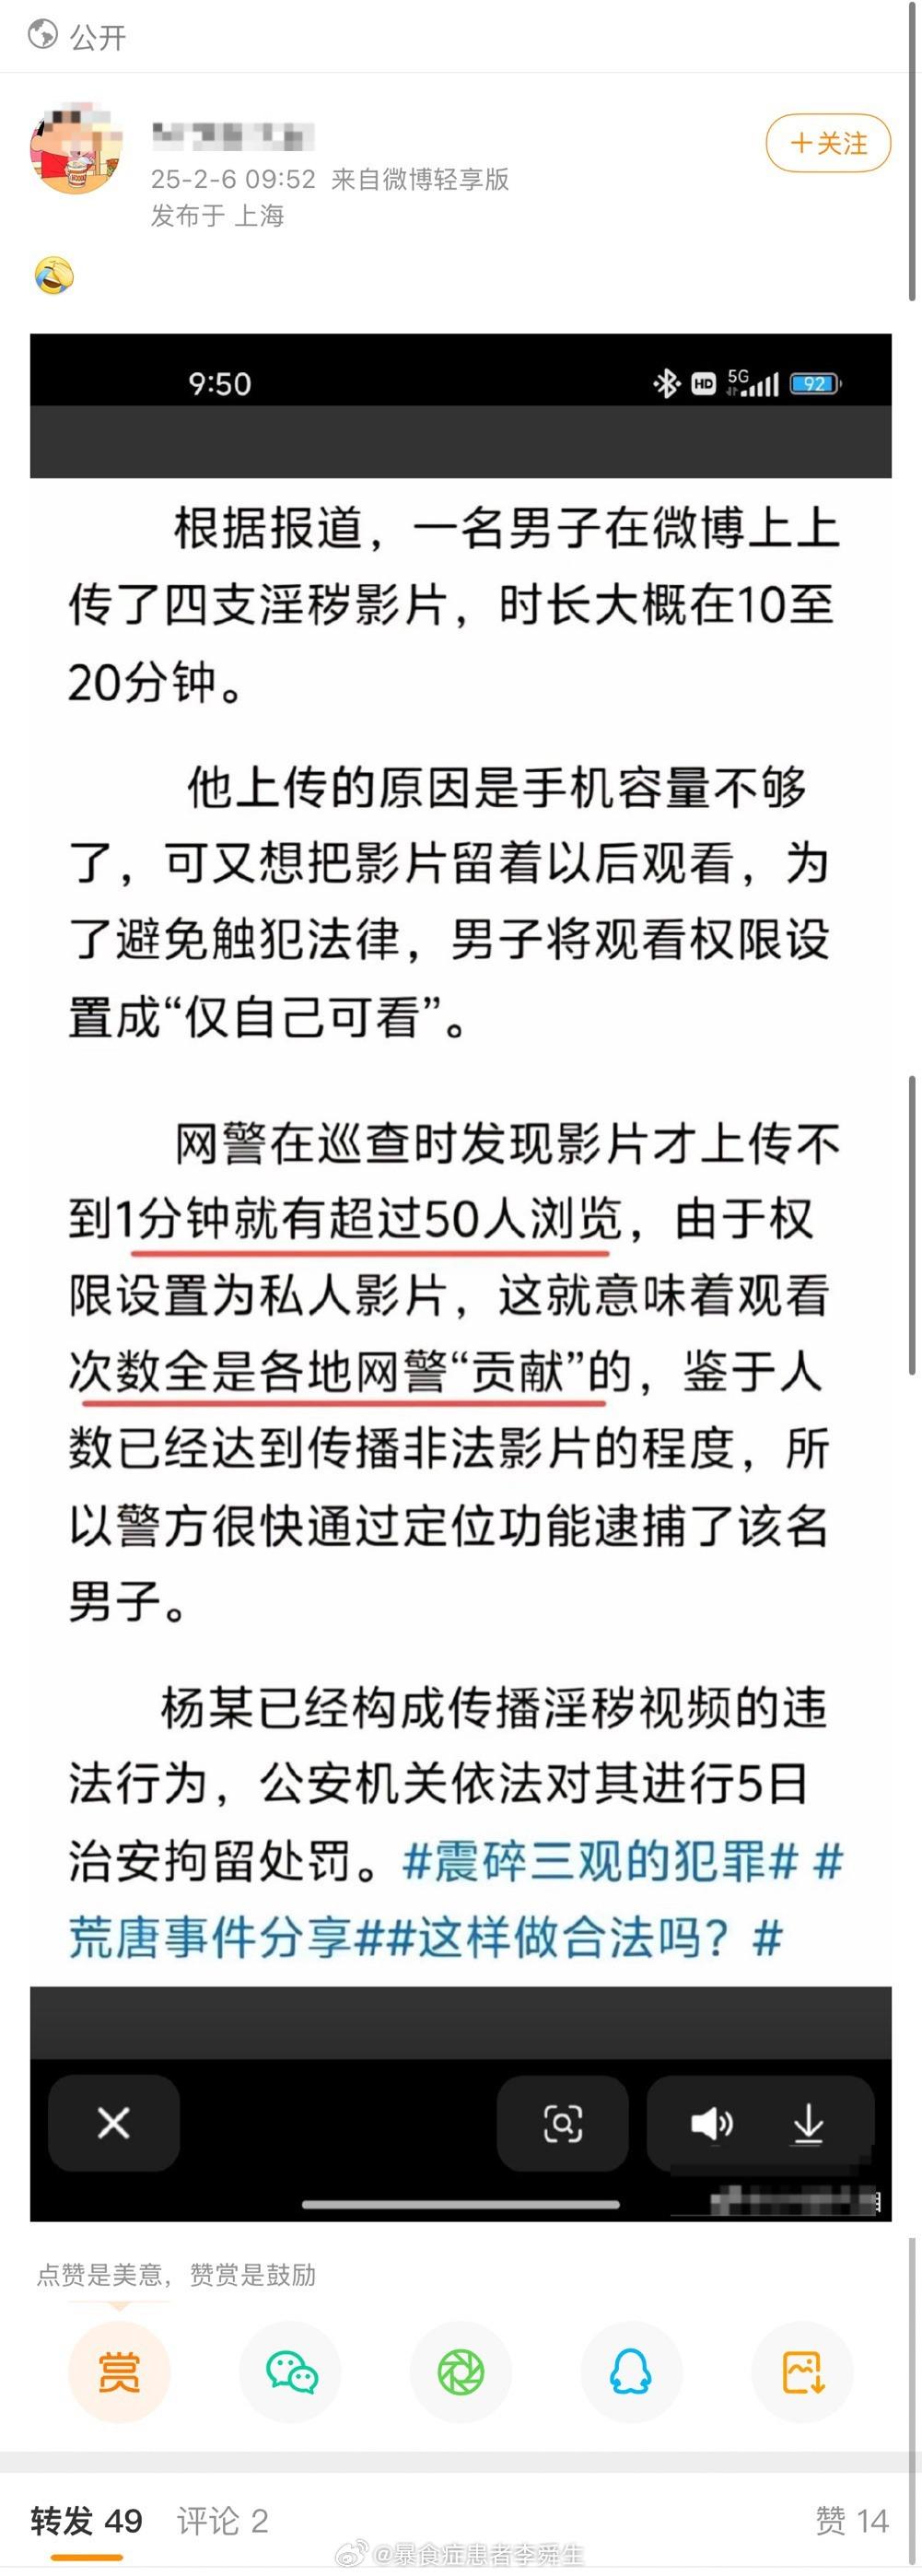 公开
25-2-6 09:52 来自微博轻享版
+关注
发布于 上海
9:50
HD
5G
92
根据报道，一名男子在微博上上
传了四支淫秽影片，时长大概在10至
20分钟。
他上传的原因是手机容量不够
了，可又想把影片留着以后观看，为
了避免触犯法律，男子将观看权限设
置成“仅自己可看”。
网警在巡查时发现影片才上传不
到1分钟就有超过50人浏览，由于权
限设置为私人影片，这就意味着观看
次数全是各地网警“贡献”的，鉴于人
数已经达到传播非法影片的程度，所
以警方很快通过定位功能逮捕了该名
男子。
杨某已经构成传播淫秽视频的违
法行为，公安机关依法对其进行5日
治安拘留处罚。#震碎三观的犯罪# #
荒唐事件分享##这样做合法吗？#
点赞是美意，赞赏是鼓励
赏
转发 49 评论 2 赞 14
@暴食症患者李舜生